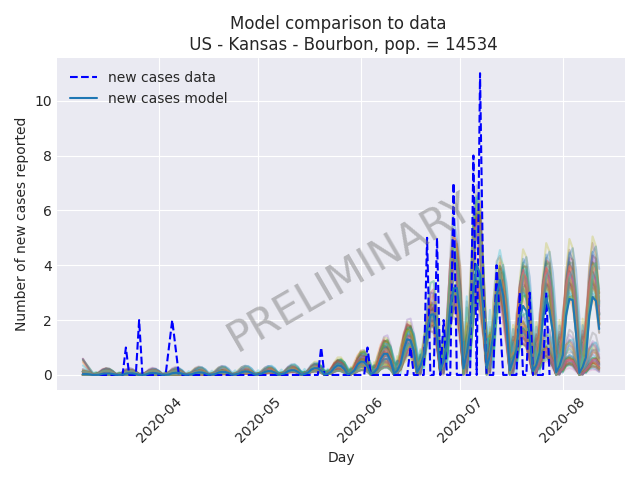 Model comparison to data
US - Kansas - Bourbon, pop. = 14534
new cases data
new cases model
PRELIMINARY
Number of new cases reported
10
8
6
4
2
0
2020-04
2020-05
2020-06
2020-07
2020-08
Day